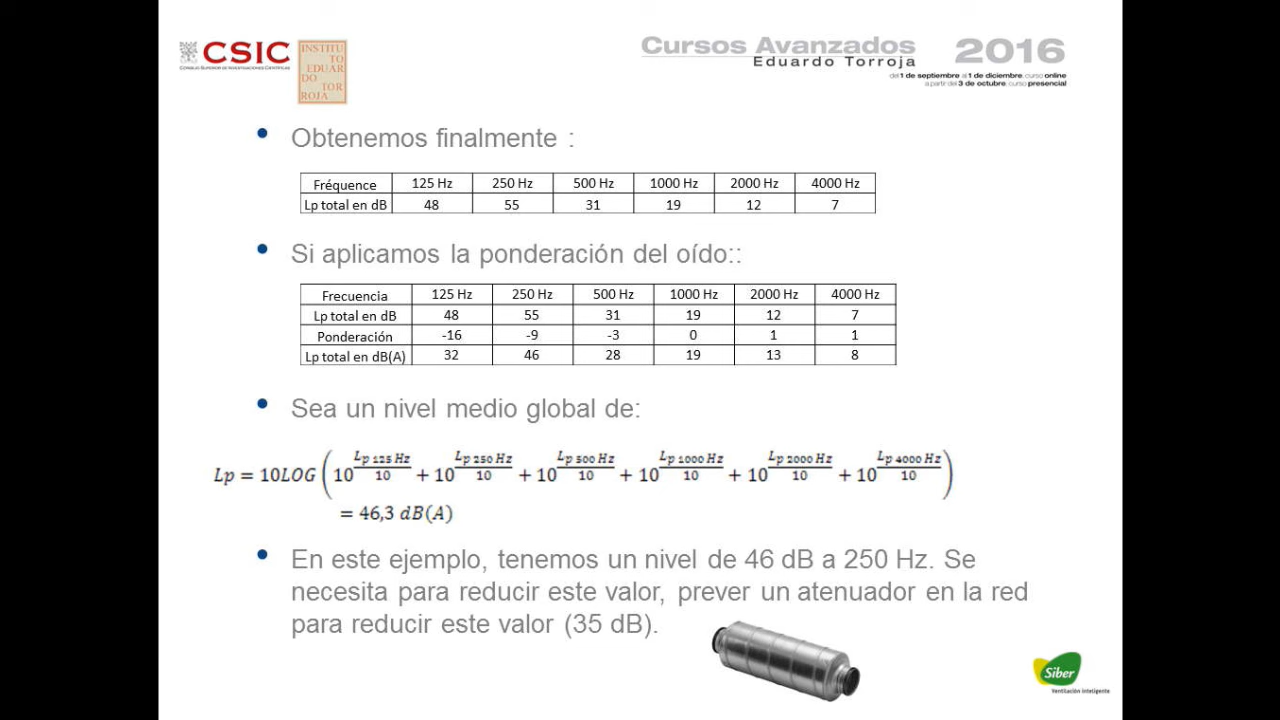 CSIC
CONSEJO SUPERIOR DE INVESTIGACIONES CIENTÍFICAS
INSTITU
TO
EDUAR
DO
TOR
ROJA
Cursos Avanzados 2016
Eduardo Torroja
del 1 de septiembre al 1 de diciembre, curso online
a partir del 3 de octubre, curso presencial
• Obtenemos finalmente :
Fréquence 125 Hz 250 Hz 500 Hz 1000 Hz 2000 Hz 4000 Hz
Lp total en dB 48 55 31 19 12 7
• Si aplicamos la ponderación del oído::
Frecuencia 125 Hz 250 Hz 500 Hz 1000 Hz 2000 Hz 4000 Hz
Lp total en dB 48 55 31 19 12 7
Ponderación -16 -9 -3 0 1 1
Lp total en dB(A) 32 46 28 19 13 8
• Sea un nivel medio global de:
Lp = 10LOG (10^(Lp 125 Hz/10) + 10^(Lp 250 Hz/10) + 10^(Lp 500 Hz/10) + 10^(Lp 1000 Hz/10) + 10^(Lp 2000 Hz/10) + 10^(Lp 4000 Hz/10))
= 46,3 dB(A)
• En este ejemplo, tenemos un nivel de 46 dB a 250 Hz. Se
necesita para reducir este valor, prever un atenuador en la red
para reducir este valor (35 dB).
Siber
Ventilación inteligente